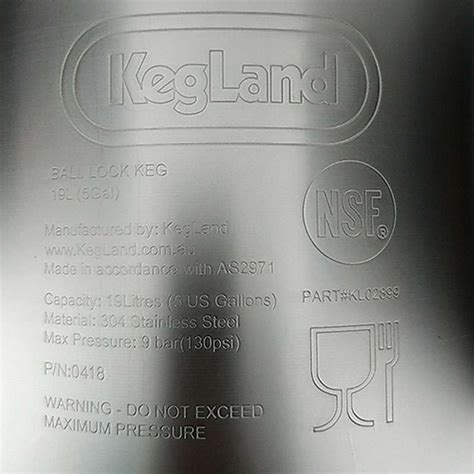 KegLand
BALL LOCK KEG
19L (5Gal)
NSF®
Manufactured by: KegLand
www.KegLand.com.au
Made in accordance with AS2971
PART#KL02899
Capacity: 19Litres (5 US Gallons)
Material: 304 Stainless Steel
Max Pressure: 9 bar(130psi)
P/N:0418
WARNING - DO NOT EXCEED
MAXIMUM PRESSURE